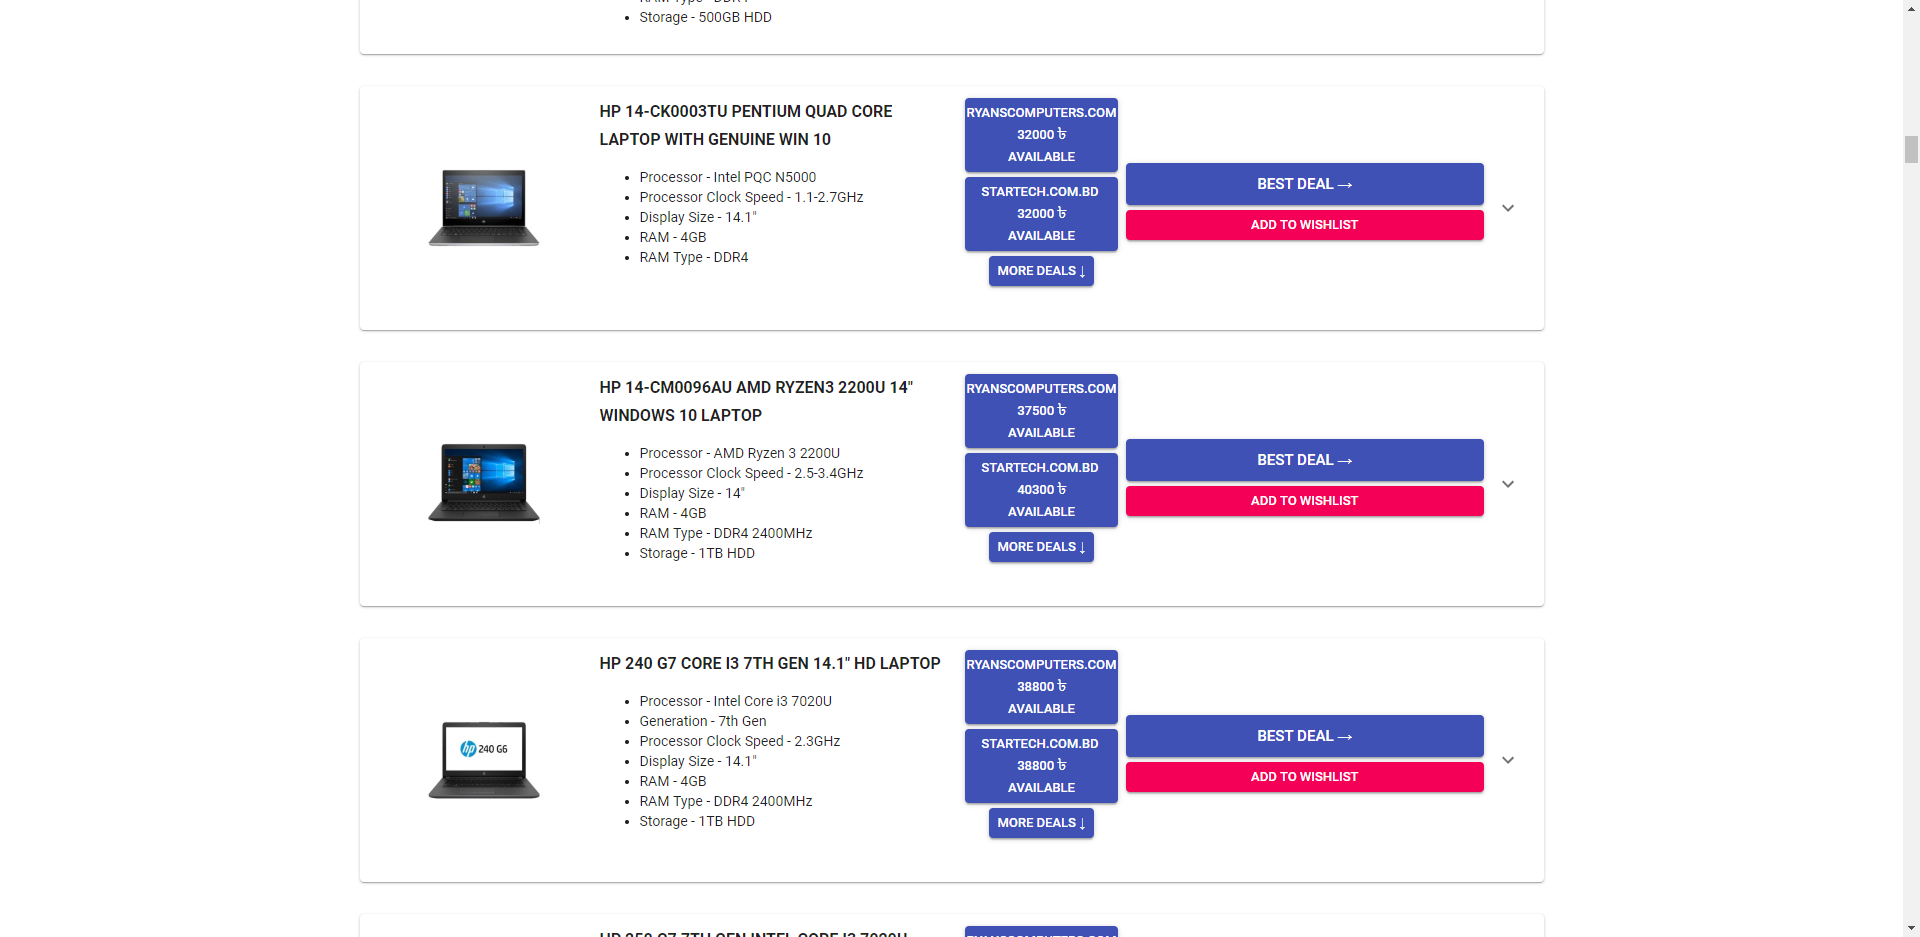 Storage - 500GB HDD
HP 14-CK0003TU PENTIUM QUAD CORE
LAPTOP WITH GENUINE WIN 10
Processor - Intel PQC N5000
Processor Clock Speed - 1.1-2.7GHz
Display Size - 14.1"
RAM - 4GB
RAM Type - DDR4
RYANSCOMPUTERS.COM
32000 ৳
AVAILABLE
STARTECH.COM.BD
32000 ৳
AVAILABLE
MORE DEALS ↓
BEST DEAL →
ADD TO WISHLIST
HP 14-CM0096AU AMD RYZEN3 2200U 14"
WINDOWS 10 LAPTOP
Processor - AMD Ryzen 3 2200U
Processor Clock Speed - 2.5-3.4GHz
Display Size - 14"
RAM - 4GB
RAM Type - DDR4 2400MHz
Storage - 1TB HDD
RYANSCOMPUTERS.COM
37500 ৳
AVAILABLE
STARTECH.COM.BD
40300 ৳
AVAILABLE
MORE DEALS ↓
BEST DEAL →
ADD TO WISHLIST
hp 240 G6
HP 240 G7 CORE I3 7TH GEN 14.1" HD LAPTOP
Processor - Intel Core i3 7020U
Generation - 7th Gen
Processor Clock Speed - 2.3GHz
Display Size - 14.1"
RAM - 4GB
RAM Type - DDR4 2400MHz
Storage - 1TB HDD
RYANSCOMPUTERS.COM
38800 ৳
AVAILABLE
STARTECH.COM.BD
38800 ৳
AVAILABLE
MORE DEALS ↓
BEST DEAL →
ADD TO WISHLIST